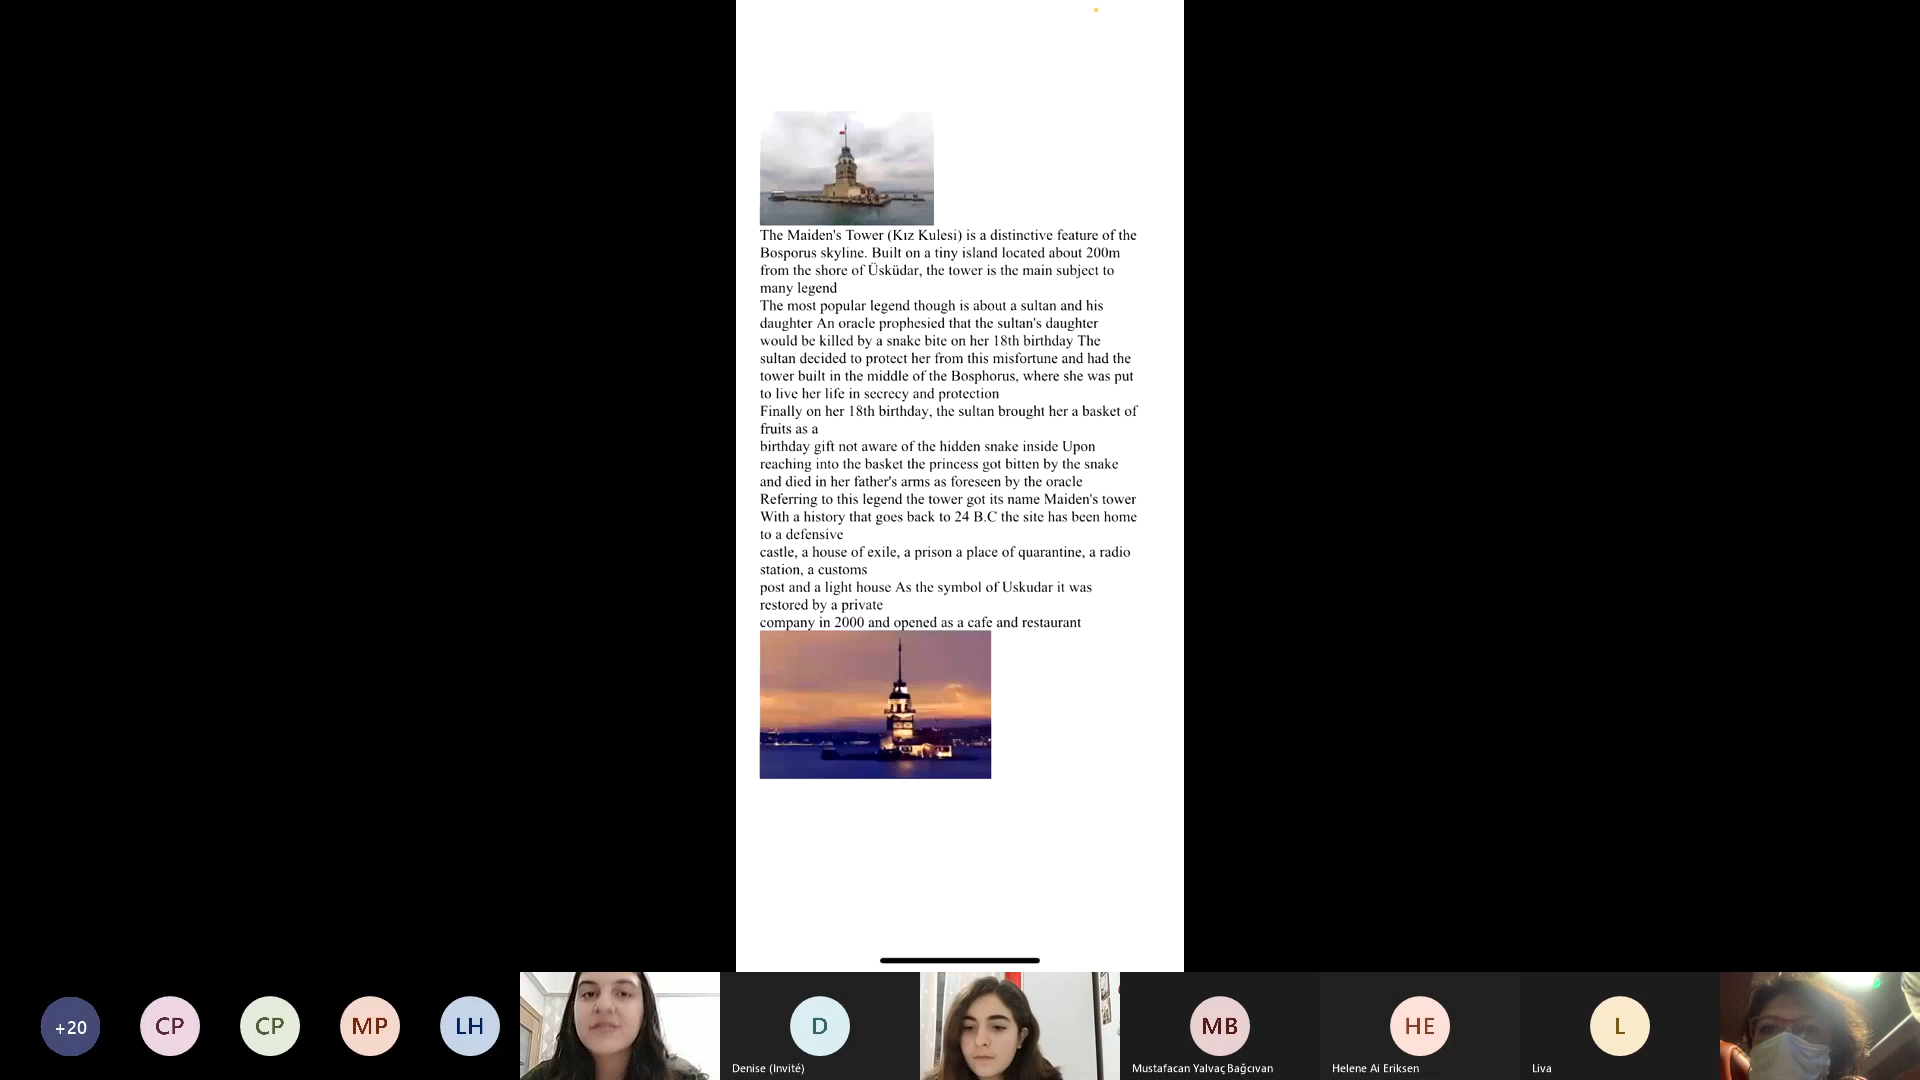 The Maiden's Tower (Kız Kulesi) is a distinctive feature of the
Bosporus skyline. Built on a tiny island located about 200m
from the shore of Üsküdar, the tower is the main subject to
many legend
The most popular legend though is about a sultan and his
daughter An oracle prophesied that the sultan's daughter
would be killed by a snake bite on her 18th birthday The
sultan decided to protect her from this misfortune and had the
tower built in the middle of the Bosphorus, where she was put
to live her life in secrecy and protection
Finally on her 18th birthday, the sultan brought her a basket of
fruits as a
birthday gift not aware of the hidden snake inside Upon
reaching into the basket the princess got bitten by the snake
and died in her father's arms as foreseen by the oracle
Referring to this legend the tower got its name Maiden's tower
With a history that goes back to 24 B.C the site has been home
to a defensive
castle, a house of exile, a prison a place of quarantine, a radio
station, a customs
post and a light house As the symbol of Uskudar it was
restored by a private
company in 2000 and opened as a cafe and restaurant
+20
CP
CP
MP
LH
D
Denise (Invité)
MB
Mustafacan Yalvaç Bağcıvan
HE
Helene Ai Eriksen
L
Liva